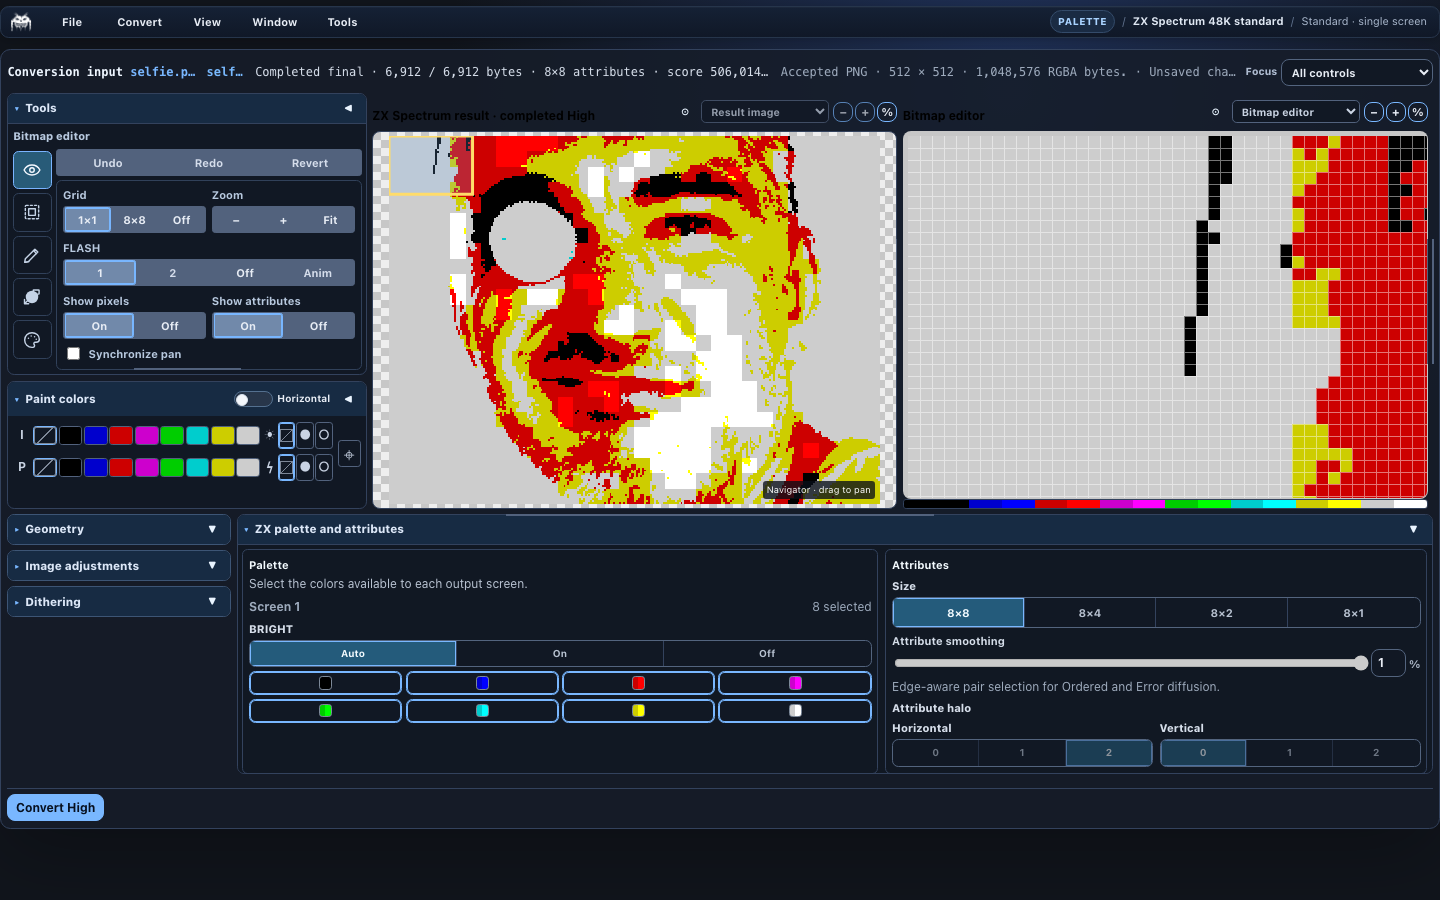 File Convert View Window Tools PALETTE / ZX Spectrum 48K standard / Standard · single screen
Conversion input selfie.p… self… Completed final · 6,912 / 6,912 bytes · 8×8 attributes · score 506,014… Accepted PNG · 512 × 512 · 1,048,576 RGBA bytes. · Unsaved cha… Focus All controls
Tools
ZX Spectrum result · completed High Result image − + % Bitmap editor Bitmap editor − + %
Bitmap editor
Undo Redo Revert
Grid Zoom
1×1 8×8 Off − + Fit
FLASH
1 2 Off Anim
Show pixels Show attributes
On Off On Off
Synchronize pan
Paint colors Horizontal
I
P
Navigator · drag to pan
Geometry
Image adjustments
Dithering
ZX palette and attributes
Palette
Select the colors available to each output screen.
Screen 1 8 selected
BRIGHT
Auto On Off
Attributes
Size
8×8 8×4 8×2 8×1
Attribute smoothing
1 %
Edge-aware pair selection for Ordered and Error diffusion.
Attribute halo
Horizontal Vertical
0 1 2 0 1 2
Convert High